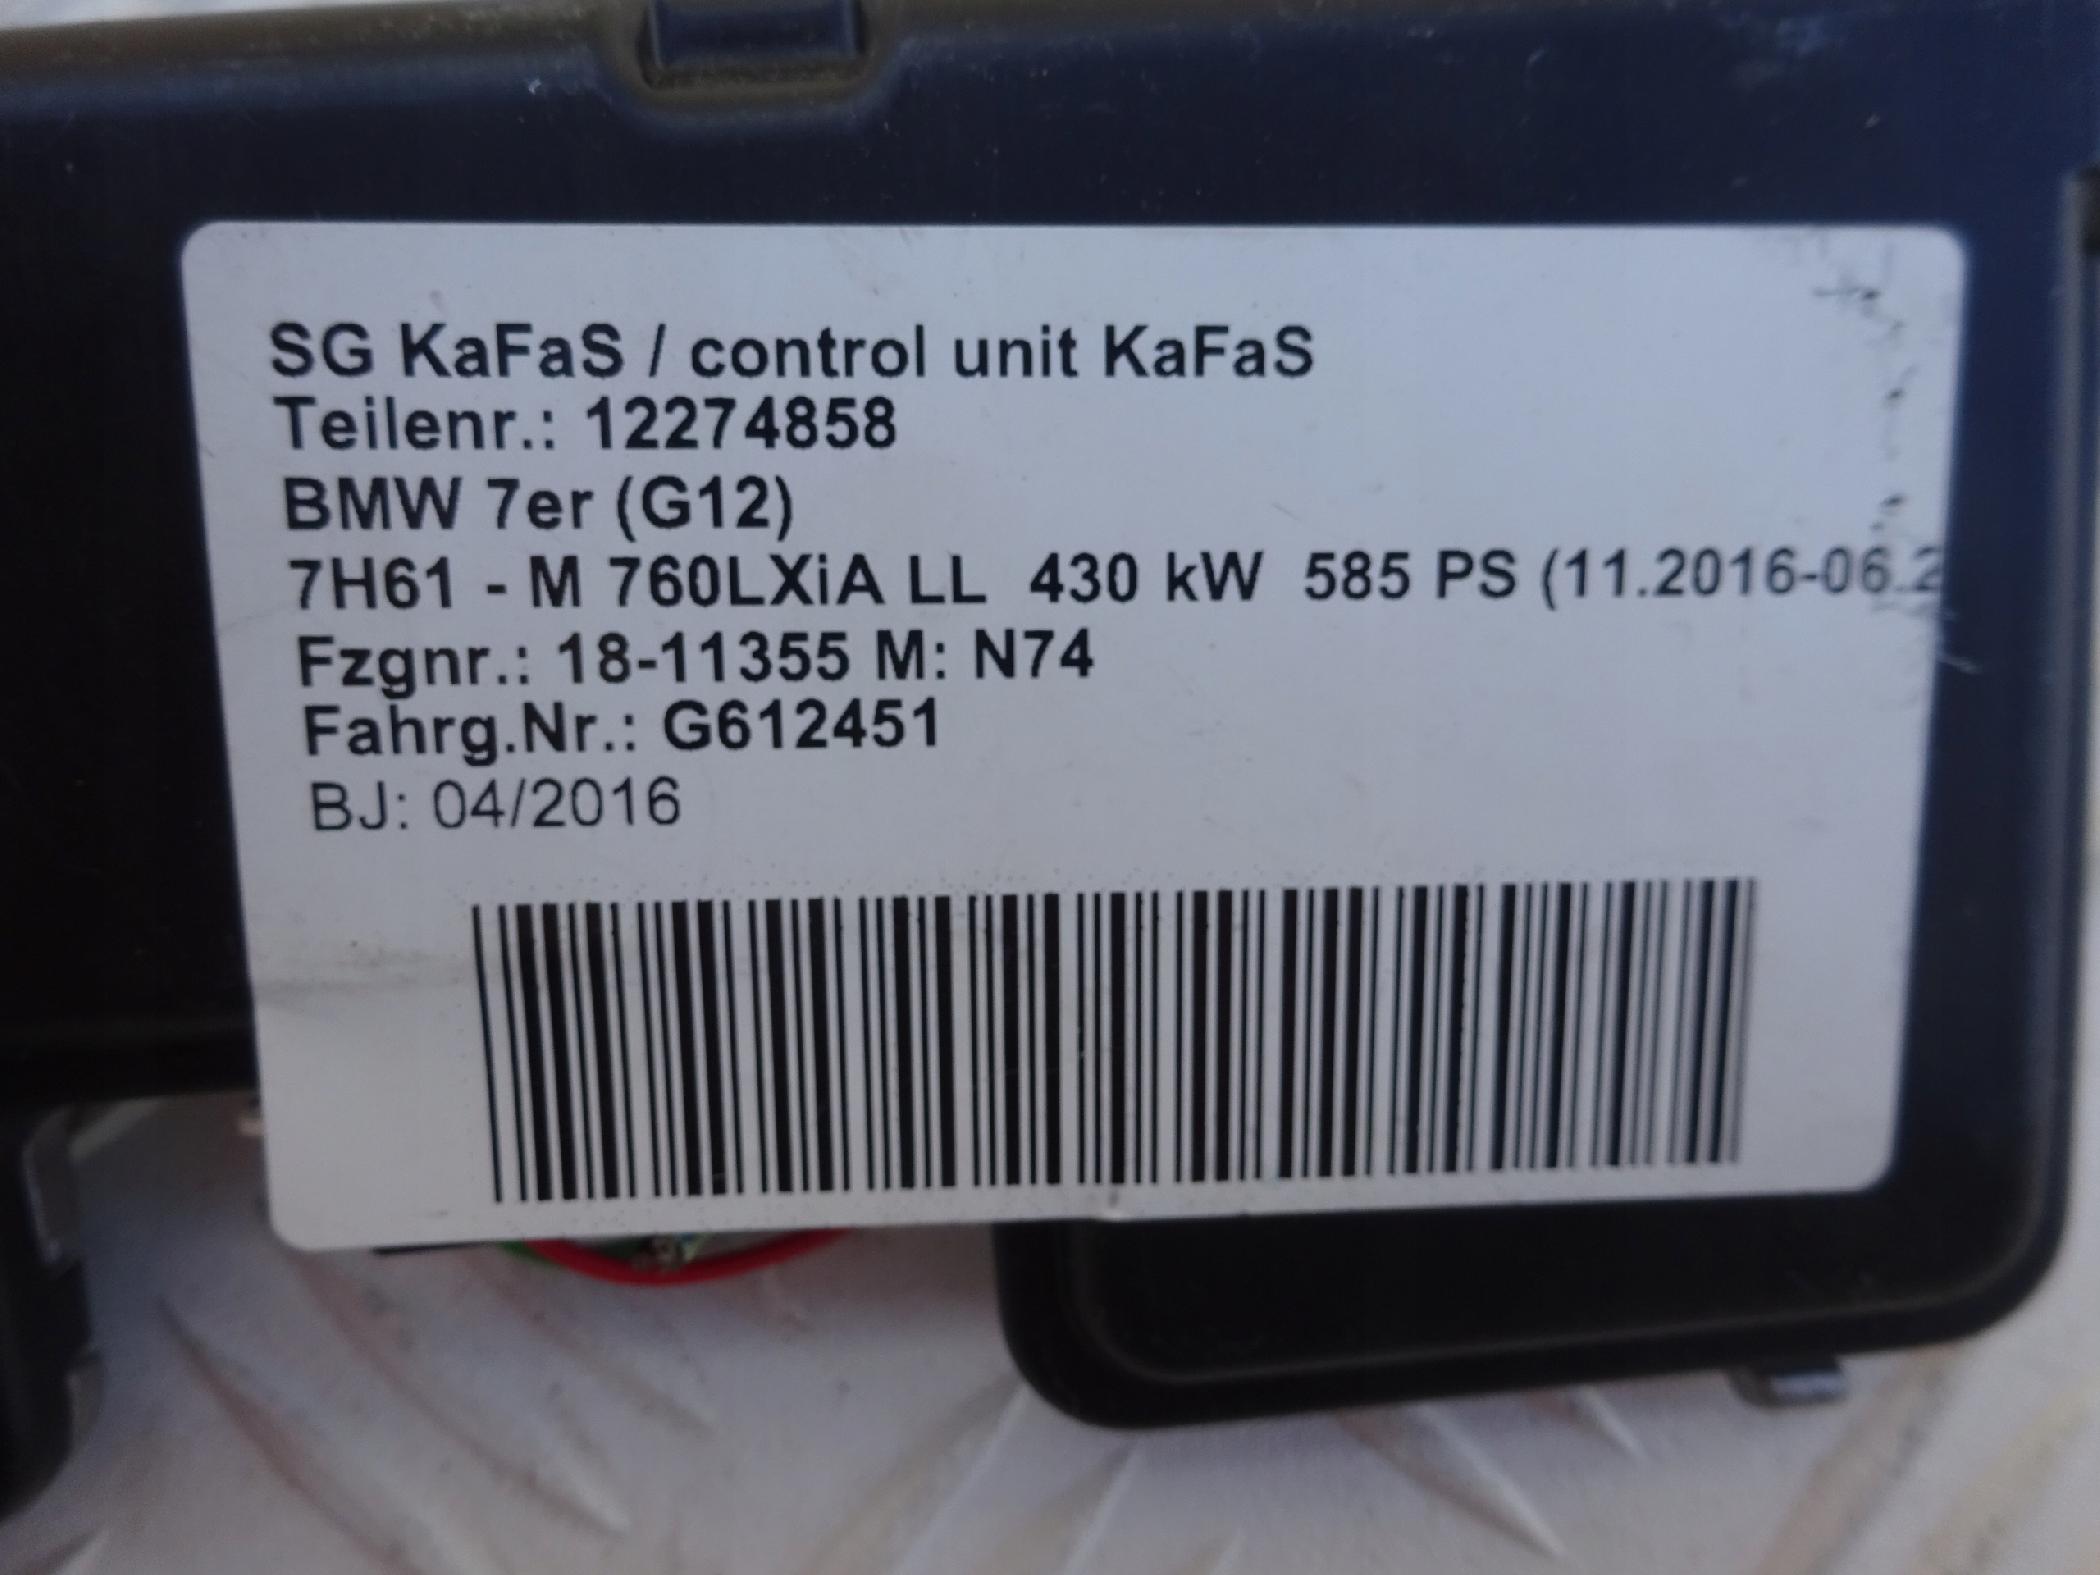 SG KaFaS / control unit KaFaS
Teilenr.: 12274858
BMW 7er (G12)
7H61 - M 760LXiA LL 430 kW 585 PS (11.2016-06.2
Fzgnr.: 18-11355 M: N74
Fahrg.Nr.: G612451
BJ: 04/2016